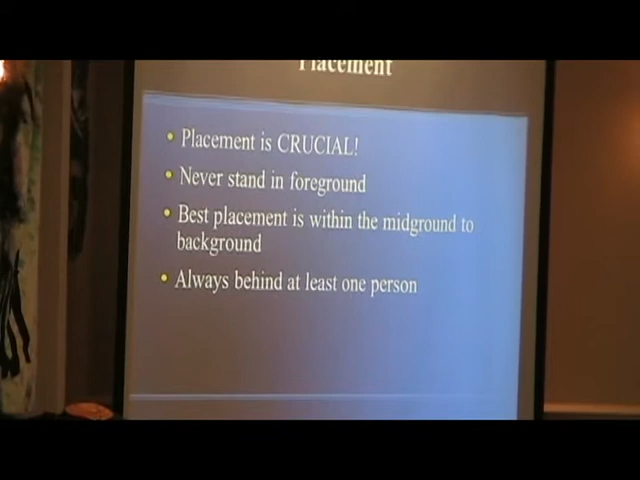 Placement
• Placement is CRUCIAL!
• Never stand in foreground
• Best placement is within the midground to
background
• Always behind at least one person